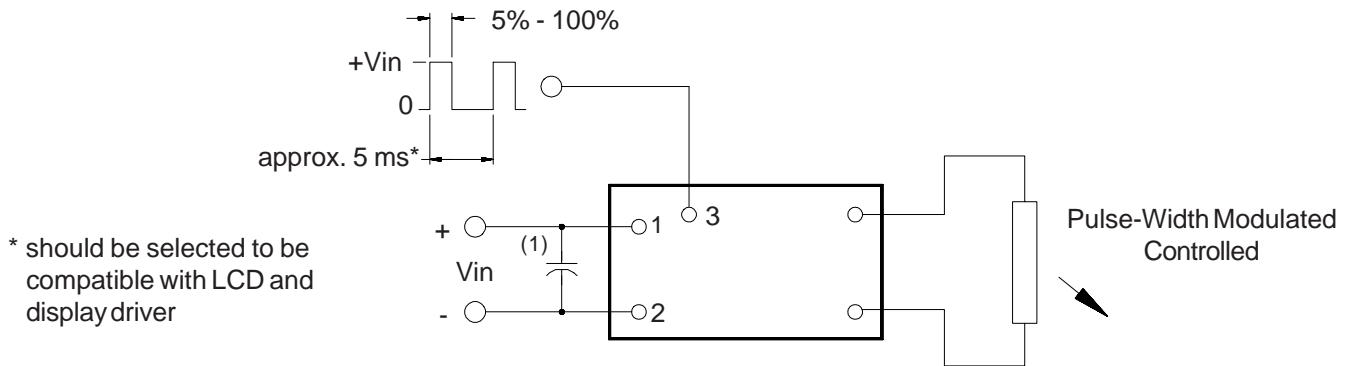 5% - 100%
+Vin
0
approx. 5 ms*
+
(1)
Vin
-
1
2
3
Pulse-Width Modulated
Controlled
* should be selected to be
compatible with LCD and
display driver